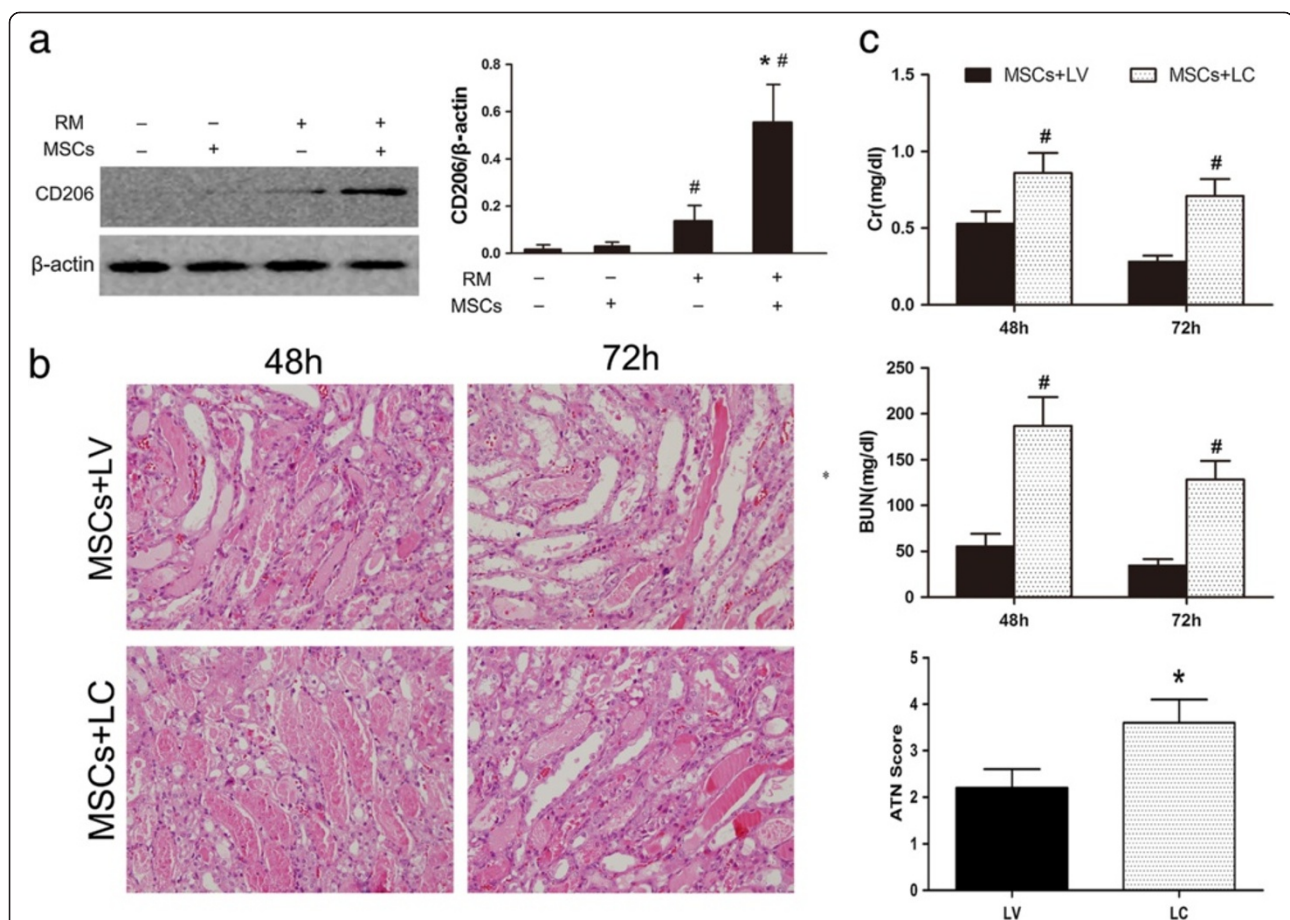 a
RM – – + +
MSCs – + – +
CD206
β-actin
CD206/β-actin
0.8
0.6
0.4
0.2
0.0
#
* #
RM – – + +
MSCs – + – +
b
48h 72h
MSCs+LV
MSCs+LC
*
c
MSCs+LV MSCs+LC
Cr(mg/dl)
1.5
1.0
0.5
0.0
# #
48h 72h
BUN(mg/dl)
250
200
150
100
50
0
# #
48h 72h
ATN Score
5
4
3
2
1
0
*
LV LC